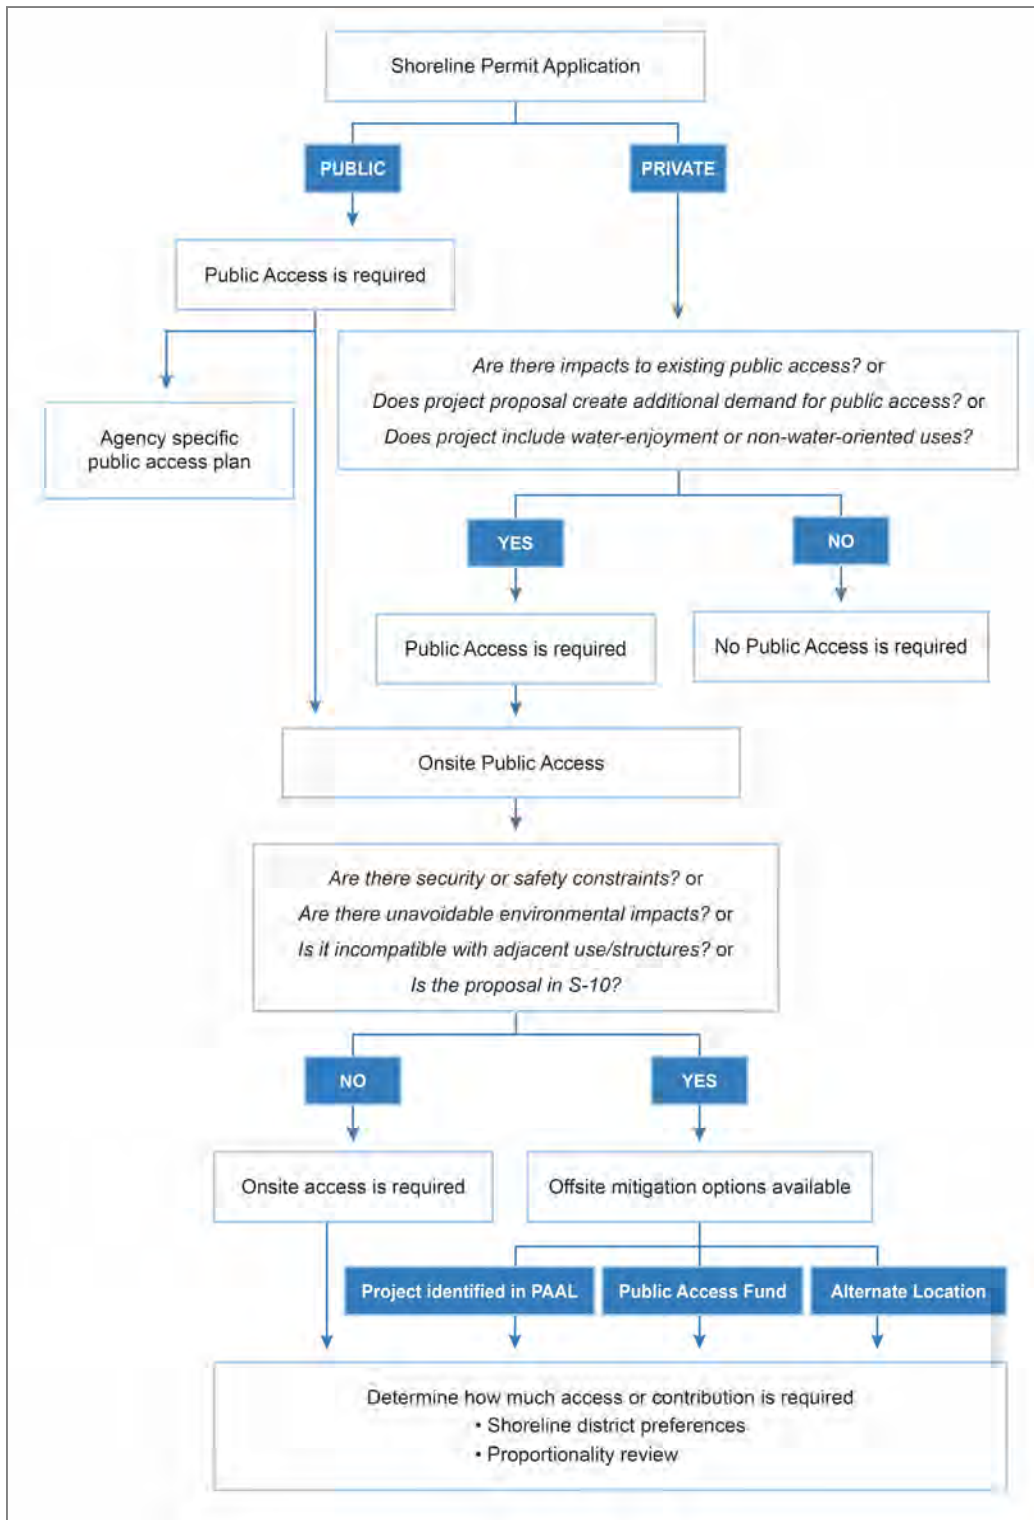 Shoreline Permit Application
PUBLIC
PRIVATE
Public Access is required
Are there impacts to existing public access? or
Does project proposal create additional demand for public access? or
Does project include water-enjoyment or non-water-oriented uses?
Agency specific
public access plan
YES
NO
Public Access is required
No Public Access is required
Onsite Public Access
Are there security or safety constraints? or
Are there unavoidable environmental impacts? or
Is it incompatible with adjacent use/structures? or
Is the proposal in S-10?
NO
YES
Onsite access is required
Offsite mitigation options available
Project identified in PAAL
Public Access Fund
Alternate Location
Determine how much access or contribution is required
• Shoreline district preferences
• Proportionality review